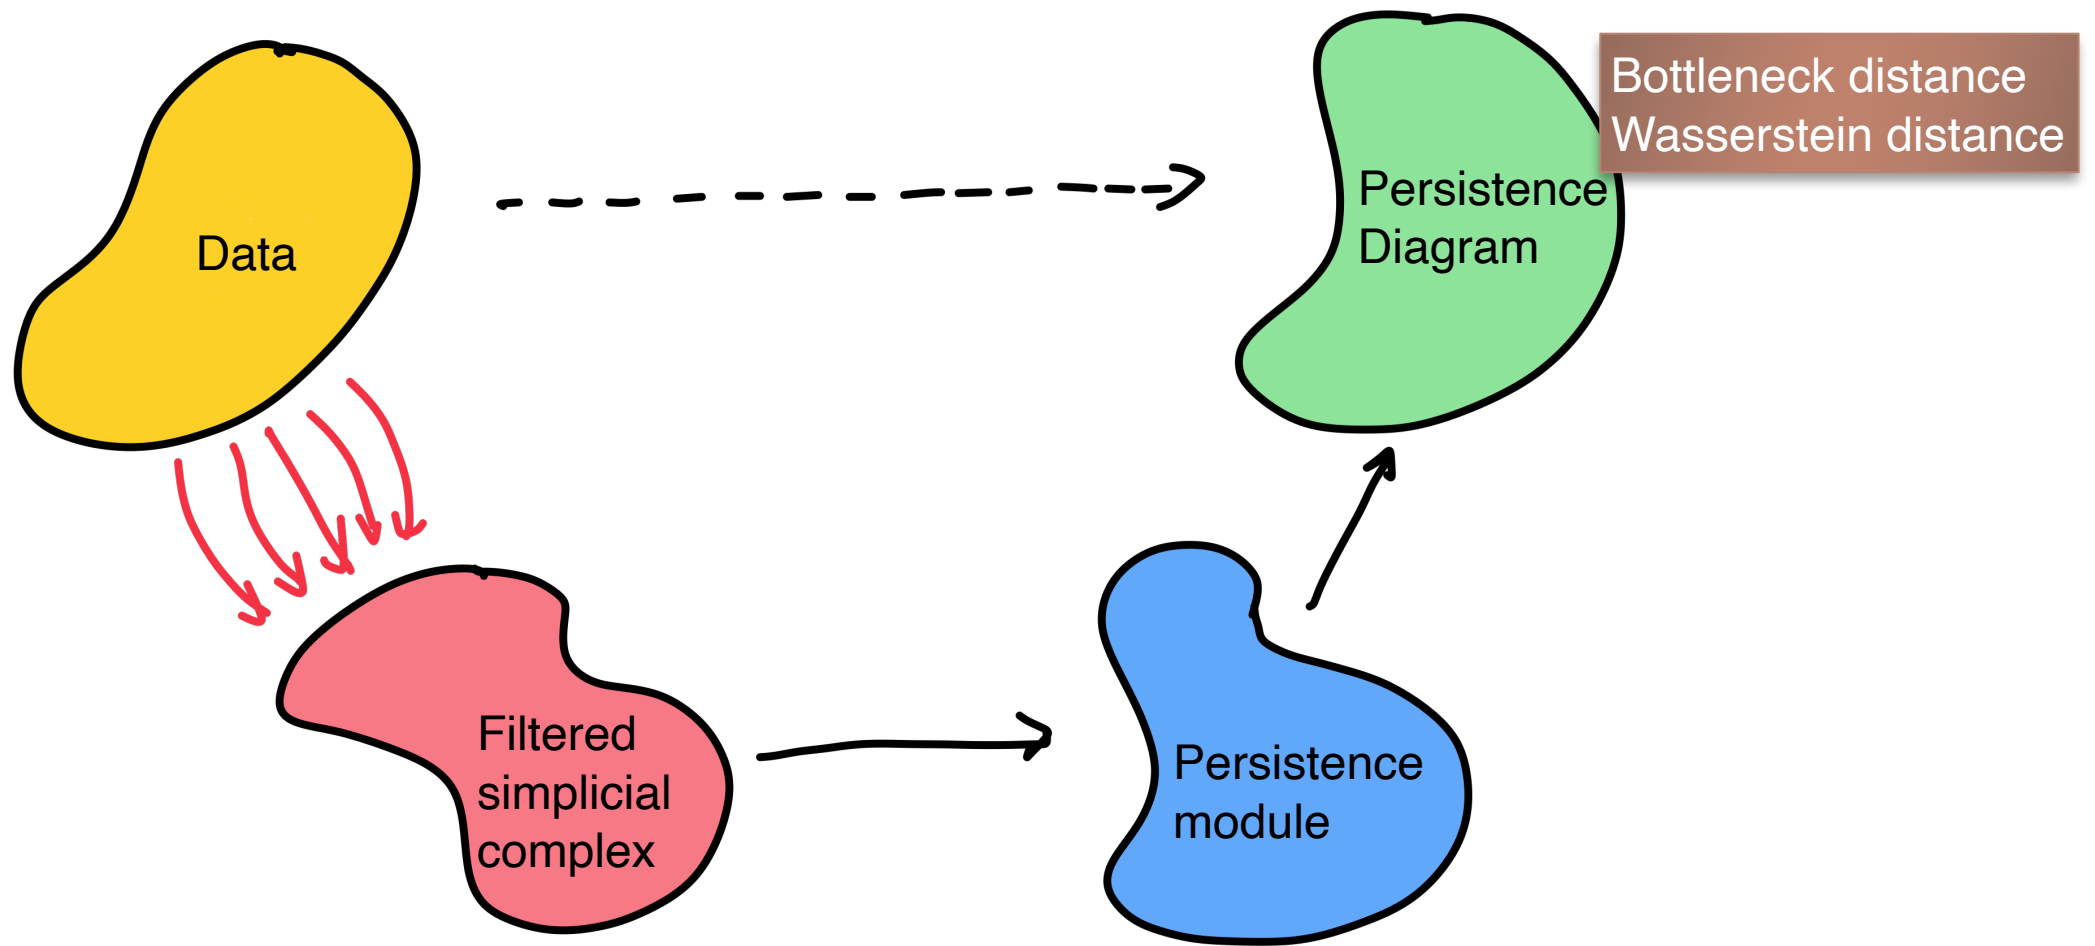 Data
Persistence
Diagram
Bottleneck distance
Wasserstein distance
Filtered
simplicial
complex
Persistence
module